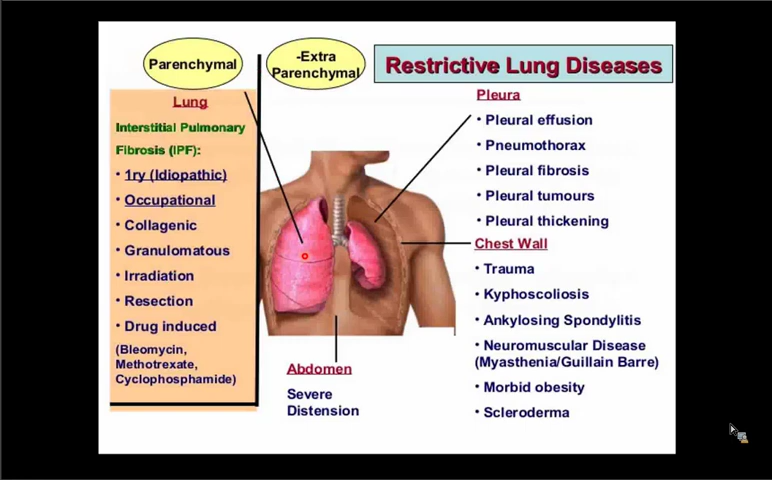 Parenchymal
-Extra
Parenchymal
Restrictive Lung Diseases
Lung
Interstitial Pulmonary
Fibrosis (IPF):
• 1ry (Idiopathic)
• Occupational
• Collagenic
• Granulomatous
• Irradiation
• Resection
• Drug induced
(Bleomycin,
Methotrexate,
Cyclophosphamide)
Abdomen
Severe
Distension
Pleura
• Pleural effusion
• Pneumothorax
• Pleural fibrosis
• Pleural tumours
• Pleural thickening
Chest Wall
• Trauma
• Kyphoscoliosis
• Ankylosing Spondylitis
• Neuromuscular Disease
(Myasthenia/Guillain Barre)
• Morbid obesity
• Scleroderma